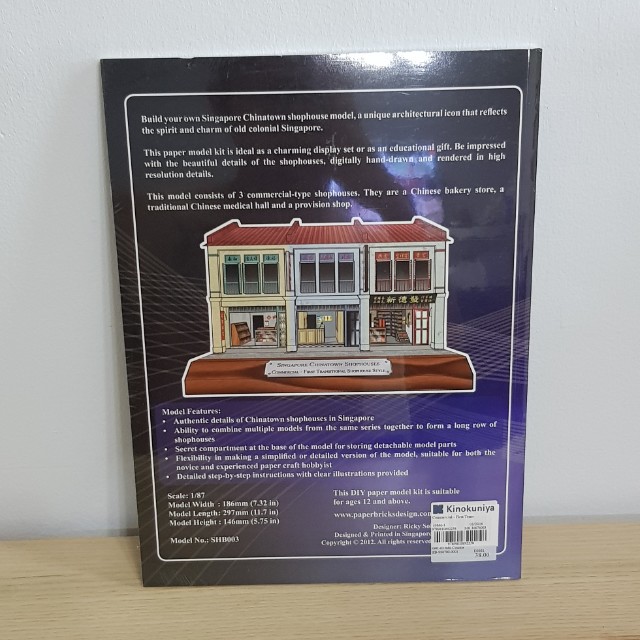 Build your own Singapore Chinatown shophouse model, a unique architectural icon that reflects
the spirit and charm of old colonial Singapore.
This paper model kit is ideal as a charming display set or as an educational gift. Be impressed
with the beautiful details of the shophouses, digitally hand-drawn and rendered in high
resolution details.
This model consists of 3 commercial-type shophouses. They are a Chinese bakery store, a
traditional Chinese medical hall and a provision shop.
SINGAPORE CHINATOWN SHOPHOUSES
COMMERCIAL - FIRST TRANSITIONAL SHOPHOUSE STYLE
Model Features:
• Authentic details of Chinatown shophouses in Singapore
• Ability to combine multiple models from the same series together to form a long row of
shophouses
• Secret compartment at the base of the model for storing detachable model parts
• Flexibility in making a simplified or detailed version of the model, suitable for both the
novice and experienced paper craft hobbyist
• Detailed step-by-step instructions with clear illustrations provided
Scale: 1/87
Model Width : 186mm (7.32 in)
Model Length: 297mm (11.7 in)
Model Height : 146mm (5.75 in)
Model No.: SHB003
This DIY paper model kit is suitable
for ages 12 and above.
www.paperbricksdesign.com
Designer: Ricky
Designed & Printed in Singapore
Copyright © 2012. All rights reserved
Kinokuniya